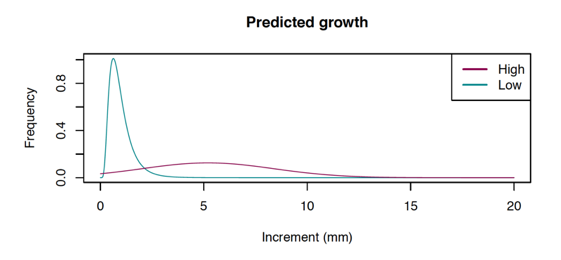 Predicted growth
High
Low
Frequency
0.8
0.4
0.0
0 5 10 15 20
Increment (mm)